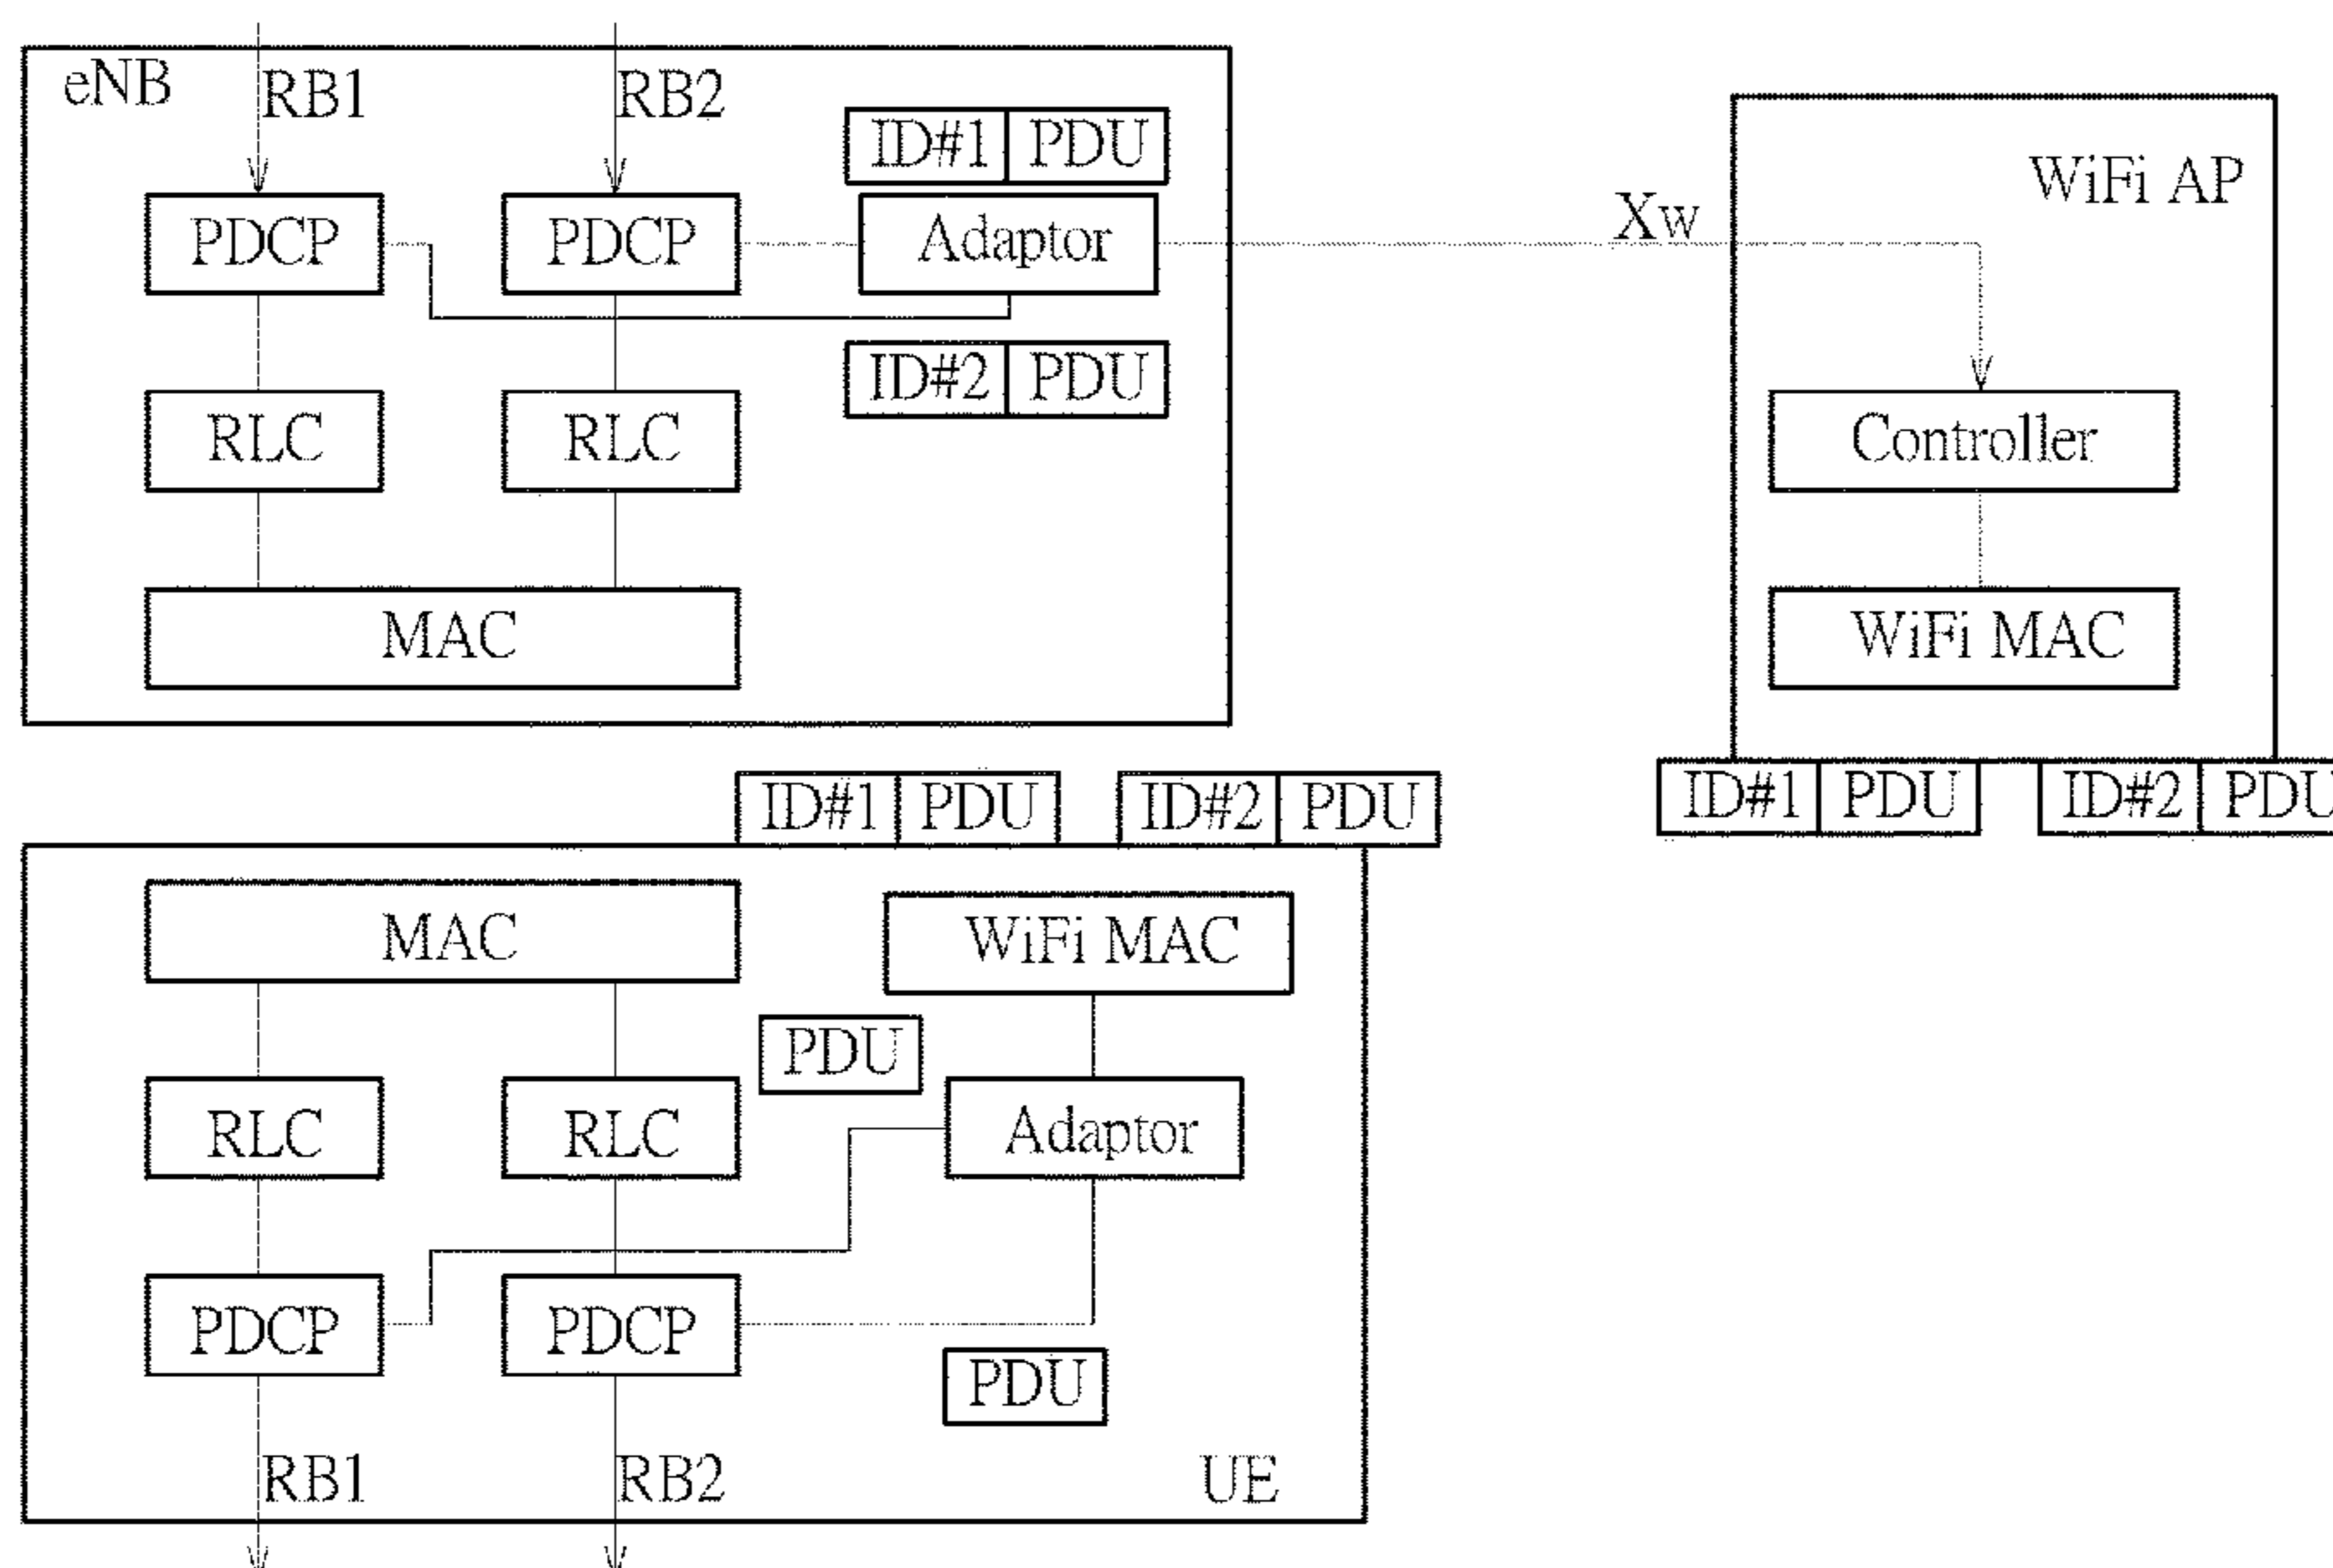 eNB RB1 RB2
ID#1 PDU
PDCP PDCP Adaptor
ID#2 PDU
RLC RLC
MAC
Xw
WiFi AP
Controller
WiFi MAC
ID#1 PDU ID#2 PDU
ID#1 PDU ID#2 PDU
MAC WiFi MAC
PDU
RLC RLC Adaptor
PDCP PDCP
PDU
RB1 RB2 UE